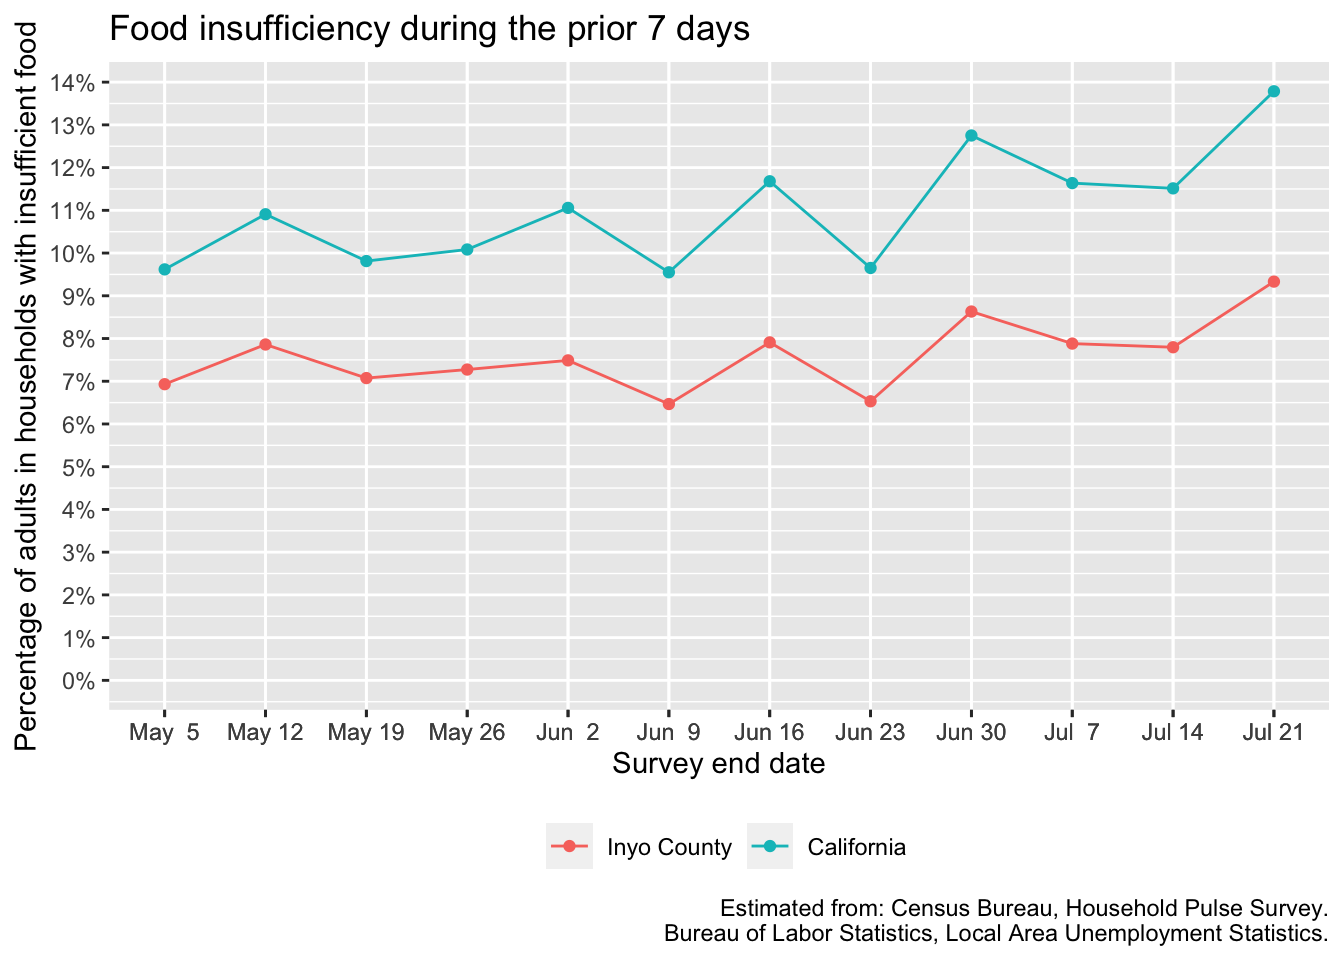 Food insufficiency during the prior 7 days
Percentage of adults in households with insufficient food
14%
13%
12%
11%
10%
9%
8%
7%
6%
5%
4%
3%
2%
1%
0%
May 5 May 12 May 19 May 26 Jun 2 Jun 9 Jun 16 Jun 23 Jun 30 Jul 7 Jul 14 Jul 21
Survey end date
Inyo County California
Estimated from: Census Bureau, Household Pulse Survey.
Bureau of Labor Statistics, Local Area Unemployment Statistics.